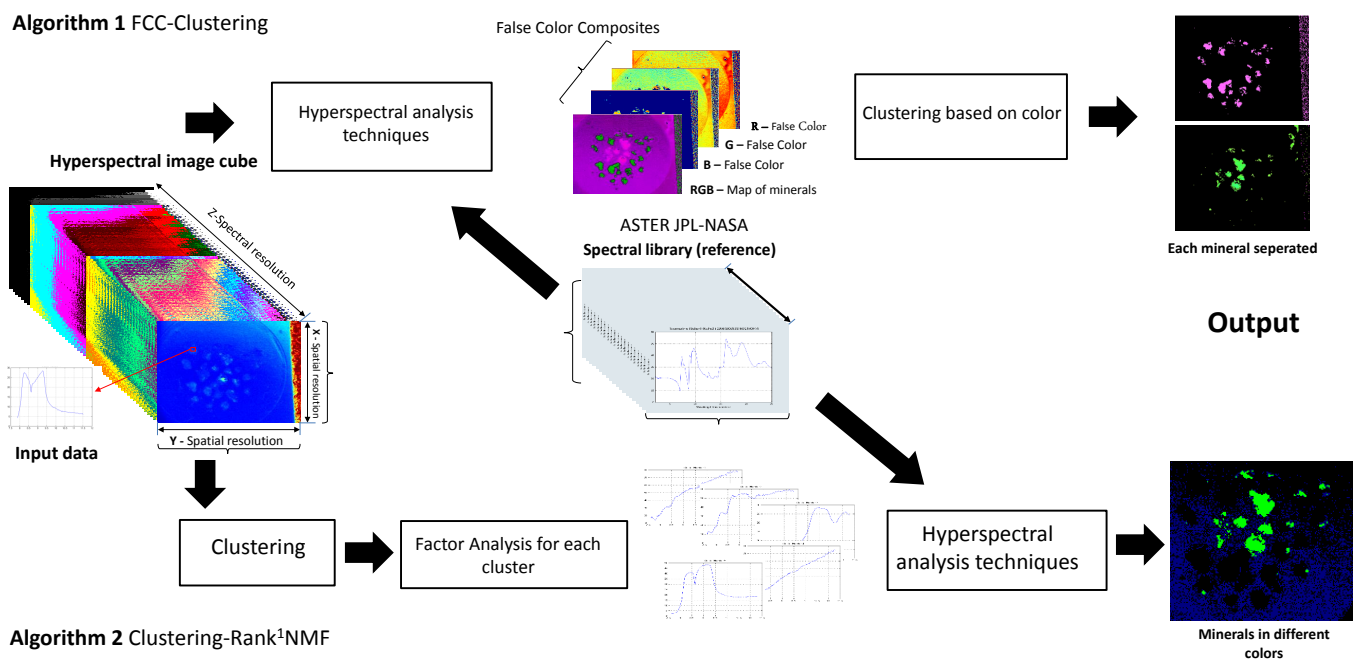 Algorithm 1 FCC-Clustering
False Color Composites
Hyperspectral analysis
techniques
R – False Color
G – False Color
B – False Color
RGB – Map of minerals
Clustering based on color
Each mineral seperated
Hyperspectral image cube
Z-Spectral resolution
X - Spatial resolution
Y - Spatial resolution
Input data
ASTER JPL-NASA
Spectral library (reference)
Output
Clustering
Factor Analysis for each
cluster
Hyperspectral
analysis techniques
Minerals in different
colors
Algorithm 2 Clustering-Rank¹NMF